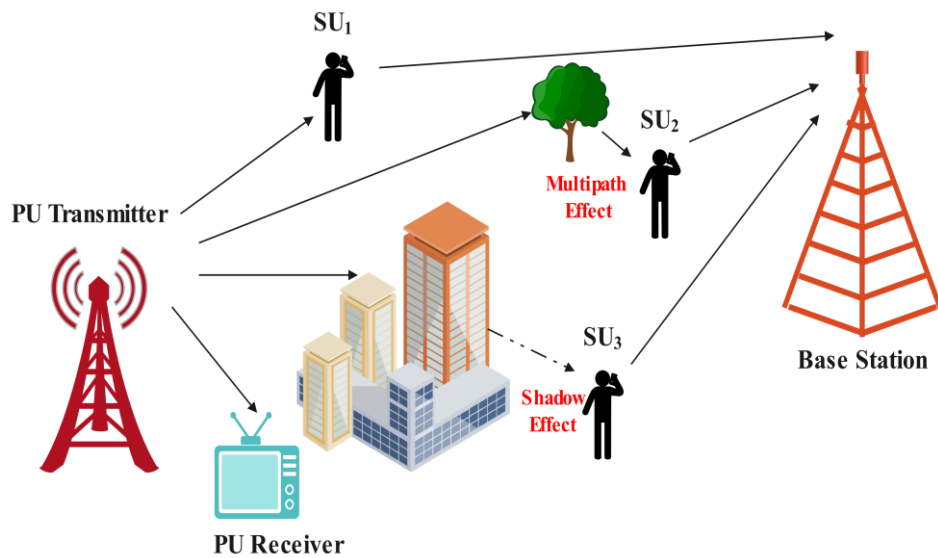 SU₁
SU₂
Multipath
Effect
PU Transmitter
SU₃
Base Station
Shadow
Effect
PU Receiver